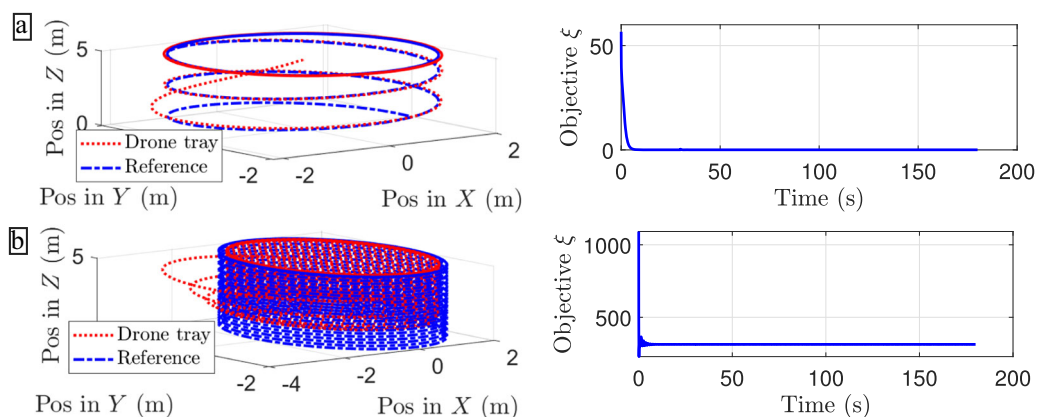 a
Pos in Z (m)
5
0
Drone tray
Reference
-2
-2
0
2
Pos in Y (m)
Pos in X (m)
Objective ξ
50
0
0
50
100
150
200
Time (s)
b
Pos in Z (m)
5
Drone tray
Reference
-2
-4
-2
0
2
Pos in Y (m)
Pos in X (m)
Objective ξ
1000
500
0
50
100
150
200
Time (s)